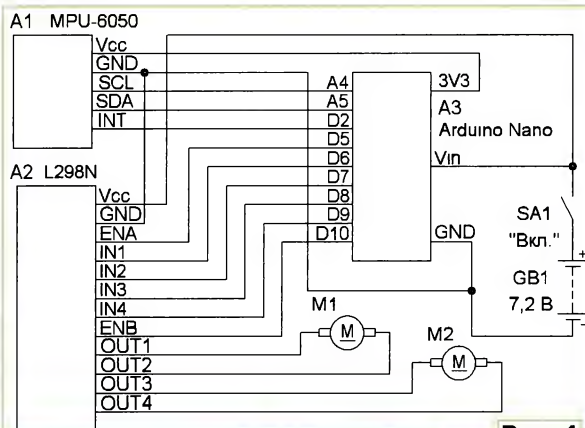 A1 MPU-6050
Vcc
GND
SCL
SDA
INT
A4
A5
D2
D5
D6
D7
D8
D9
D10
3V3
A3
Arduino Nano
Vin
GND
A2 L298N
Vcc
GND
ENA
IN1
IN2
IN3
IN4
ENB
OUT1
OUT2
OUT3
OUT4
SA1
"Вкл."
+
GB1
7,2 В
−
M1
M
M2
M